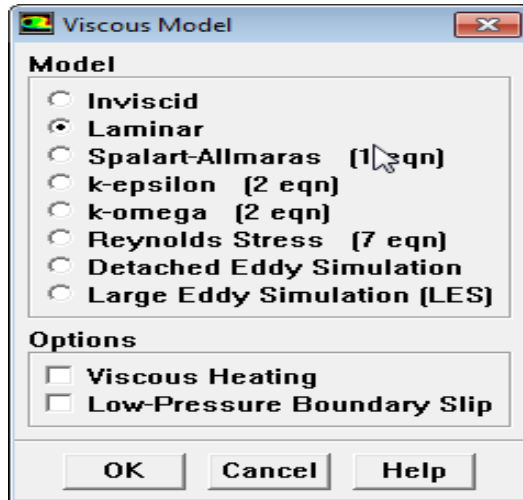 Viscous Model
Model
Inviscid
Laminar
Spalart-Allmaras (1 eqn)
k-epsilon (2 eqn)
k-omega (2 eqn)
Reynolds Stress (7 eqn)
Detached Eddy Simulation
Large Eddy Simulation (LES)
Options
Viscous Heating
Low-Pressure Boundary Slip
OK Cancel Help